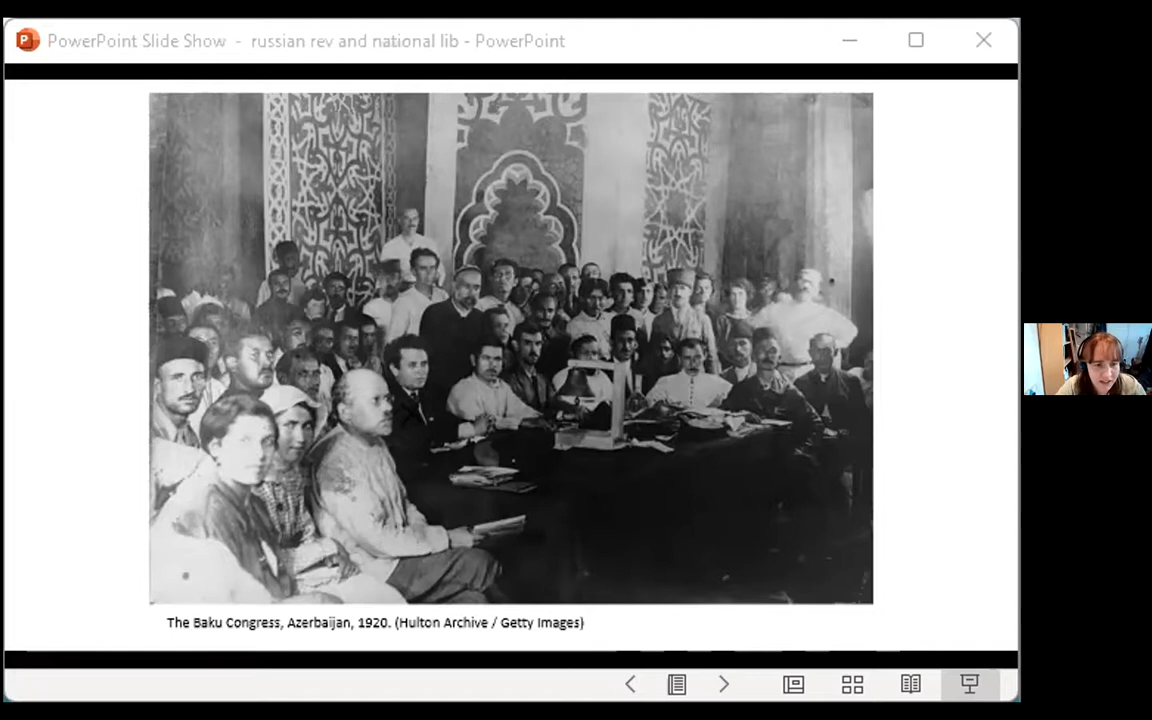 PowerPoint Slide Show - russian rev and national lib - PowerPoint
The Baku Congress, Azerbaijan, 1920. (Hulton Archive / Getty Images)